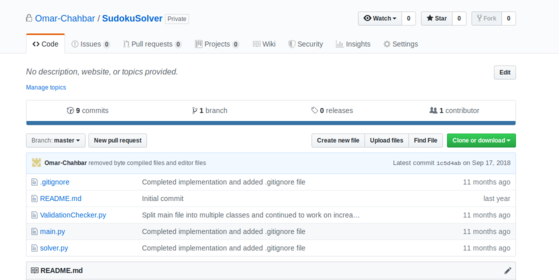 Omar-Chahbar / SudokuSolver Private
Watch 0 Star 0 Fork 0
Code Issues 0 Pull requests 0 Projects 0 Wiki Security Insights Settings
No description, website, or topics provided. Edit
Manage topics
9 commits 1 branch 0 releases 1 contributor
Branch: master New pull request Create new file Upload files Find File Clone or download
Omar-Chahbar removed byte compiled files and editor files Latest commit 1c5d4ab on Sep 17, 2018
.gitignore Completed implementation and added .gitignore file 11 months ago
README.md Initial commit last year
ValidationChecker.py Split main file into multiple classes and continued to work on increa… 11 months ago
main.py Completed implementation and added .gitignore file 11 months ago
solver.py Completed implementation and added .gitignore file 11 months ago
README.md